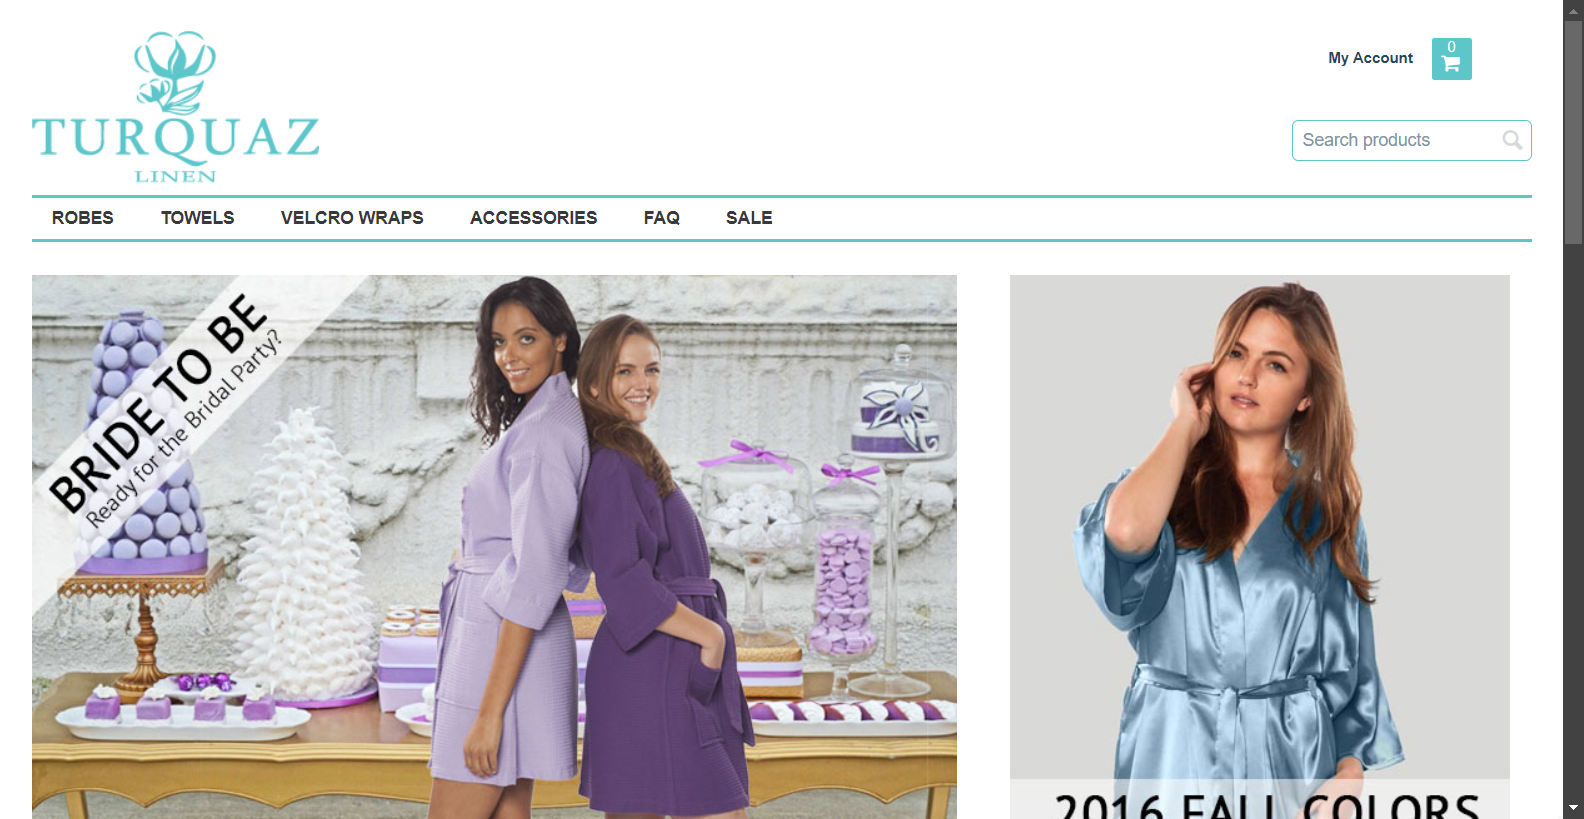 TURQUAZ
LINEN
My Account
0
Search products
ROBES TOWELS VELCRO WRAPS ACCESSORIES FAQ SALE
BRIDE TO BE
Ready for the Bridal Party?
2016 FALL COLORS